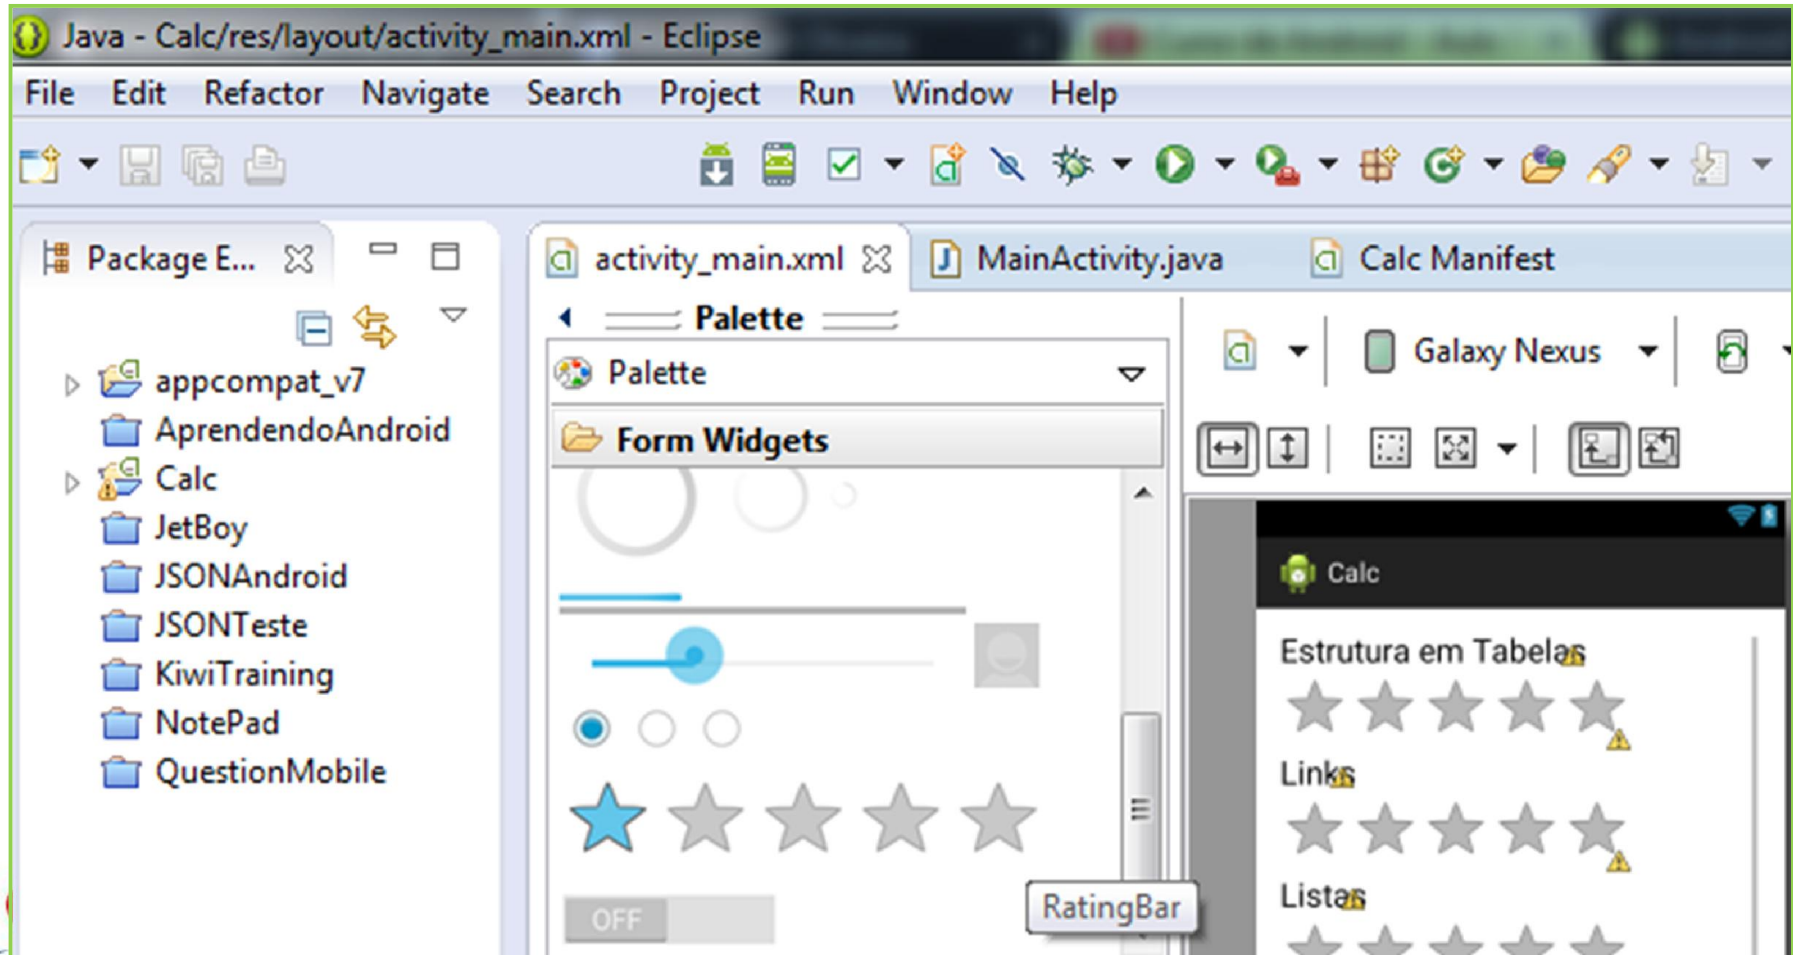 Java - Calc/res/layout/activity_main.xml - Eclipse
File Edit Refactor Navigate Search Project Run Window Help
Package E...
activity_main.xml
MainActivity.java
Calc Manifest
Palette
Palette
Galaxy Nexus
Form Widgets
appcompat_v7
AprendendoAndroid
Calc
JetBoy
JSONAndroid
JSONTeste
KiwiTraining
NotePad
QuestionMobile
OFF
RatingBar
Calc
Estrutura em Tabelas
Links
Listas